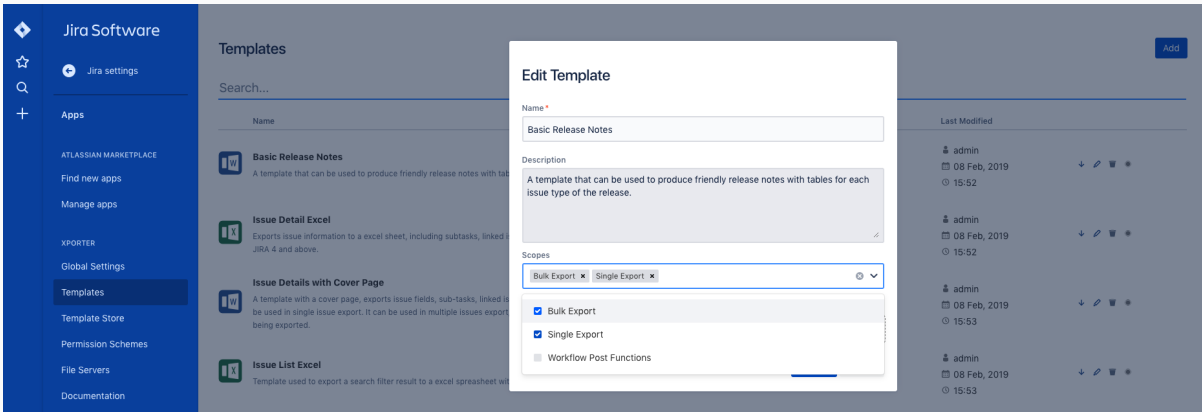 Jira Software
Jira settings
Apps
ATLASSIAN MARKETPLACE
Find new apps
Manage apps
XPORTER
Global Settings
Templates
Template Store
Permission Schemes
File Servers
Documentation
Templates
Add
Search...
Name
Last Modified
Basic Release Notes
A template that can be used to produce friendly release notes with tab
admin
08 Feb, 2019
15:52
Issue Detail Excel
Exports issue information to a excel sheet, including subtasks, linked i
JIRA 4 and above.
admin
08 Feb, 2019
15:52
Issue Details with Cover Page
A template with a cover page, exports issue fields, sub-tasks, linked is
be used in single issue export. It can be used in multiple issues export
being exported.
admin
08 Feb, 2019
15:53
Issue List Excel
Template used to export a search filter result to a excel spreasheet wit
admin
08 Feb, 2019
15:53
Edit Template
Name*
Basic Release Notes
Description
A template that can be used to produce friendly release notes with tables for each
issue type of the release.
Scopes
Bulk Export × Single Export ×
Bulk Export
Single Export
Workflow Post Functions